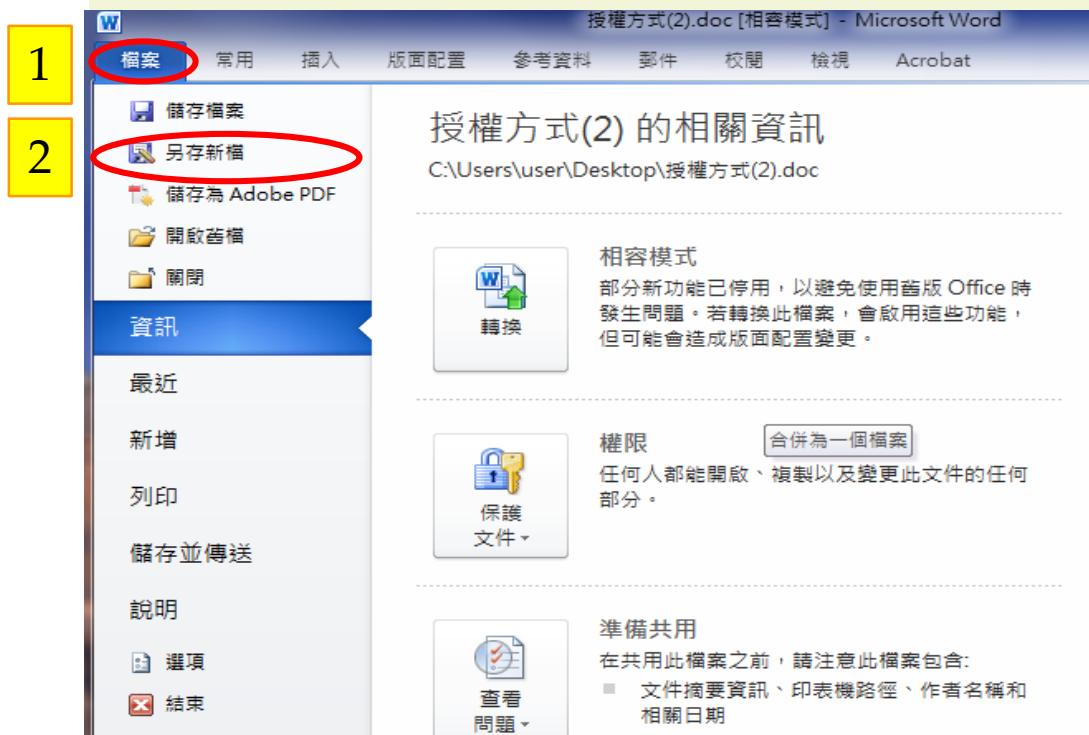 授權方式(2).doc [相容模式] - Microsoft Word
1
檔案 常用 插入 版面配置 參考資料 郵件 校閱 檢視 Acrobat
儲存檔案
2
另存新檔
儲存為 Adobe PDF
開啟舊檔
關閉
資訊
最近
新增
列印
儲存並傳送
說明
選項
結束
授權方式(2) 的相關資訊
C:\Users\user\Desktop\授權方式(2).doc
轉換
相容模式
部分新功能已停用，以避免使用舊版 Office 時
發生問題。若轉換此檔案，會啟用這些功能，
但可能會造成版面配置變更。
保護
文件
權限
合併為一個檔案
任何人都能開啟、複製以及變更此文件的任何
部分。
查看
問題
準備共用
在共用此檔案之前，請注意此檔案包含:
文件摘要資訊、印表機路徑、作者名稱和
相關日期